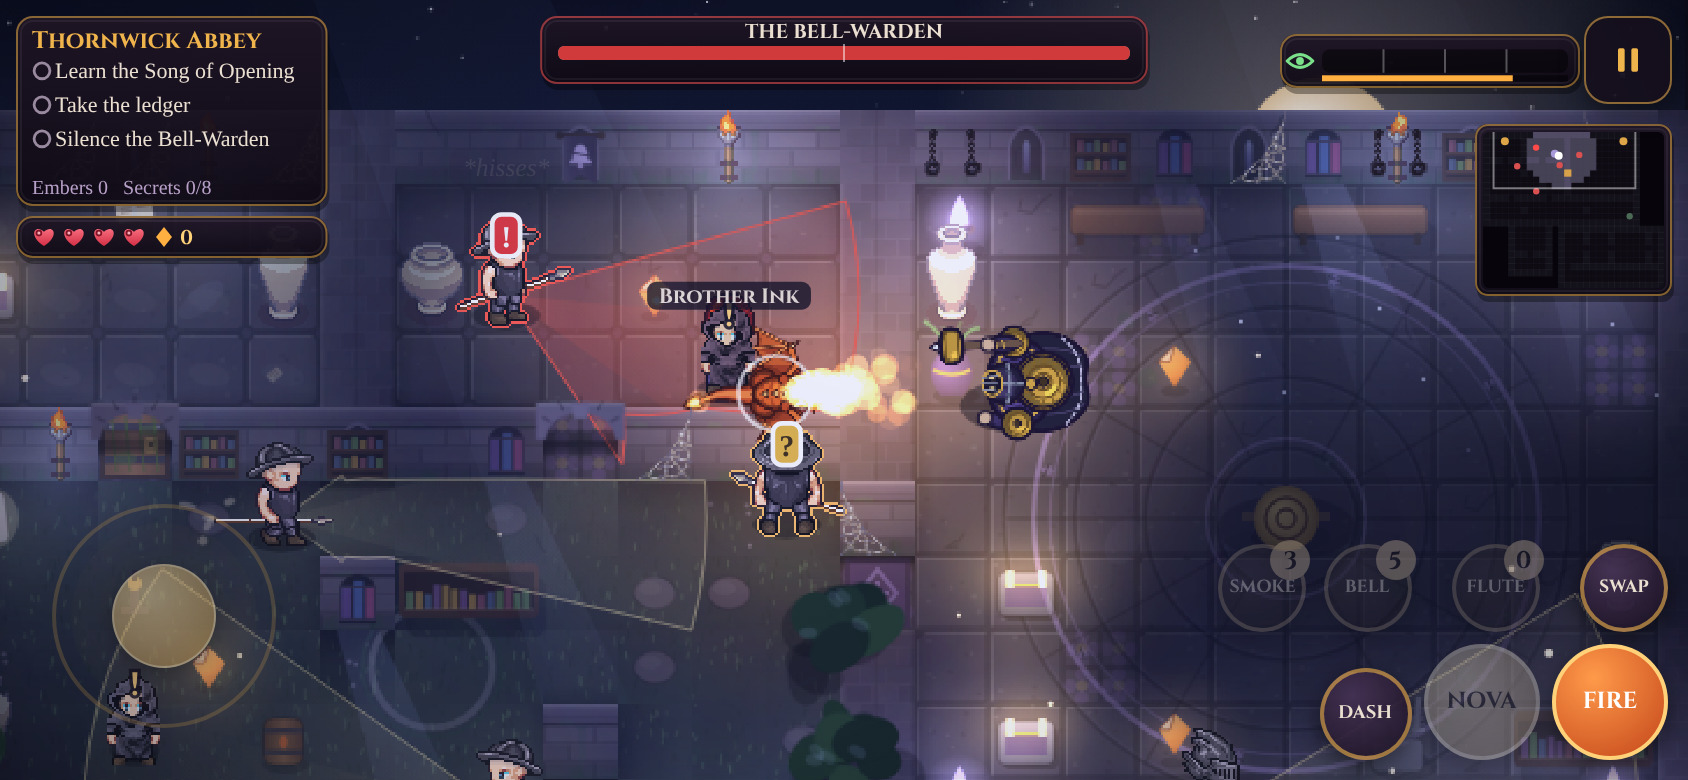 THORNWICK ABBEY
Learn the Song of Opening
Take the ledger
Silence the Bell-Warden
Embers 0 Secrets 0/8
0
THE BELL-WARDEN
*hisses*
!
BROTHER INK
?
3
5
0
SMOKE
BELL
FLUTE
SWAP
DASH
NOVA
FIRE